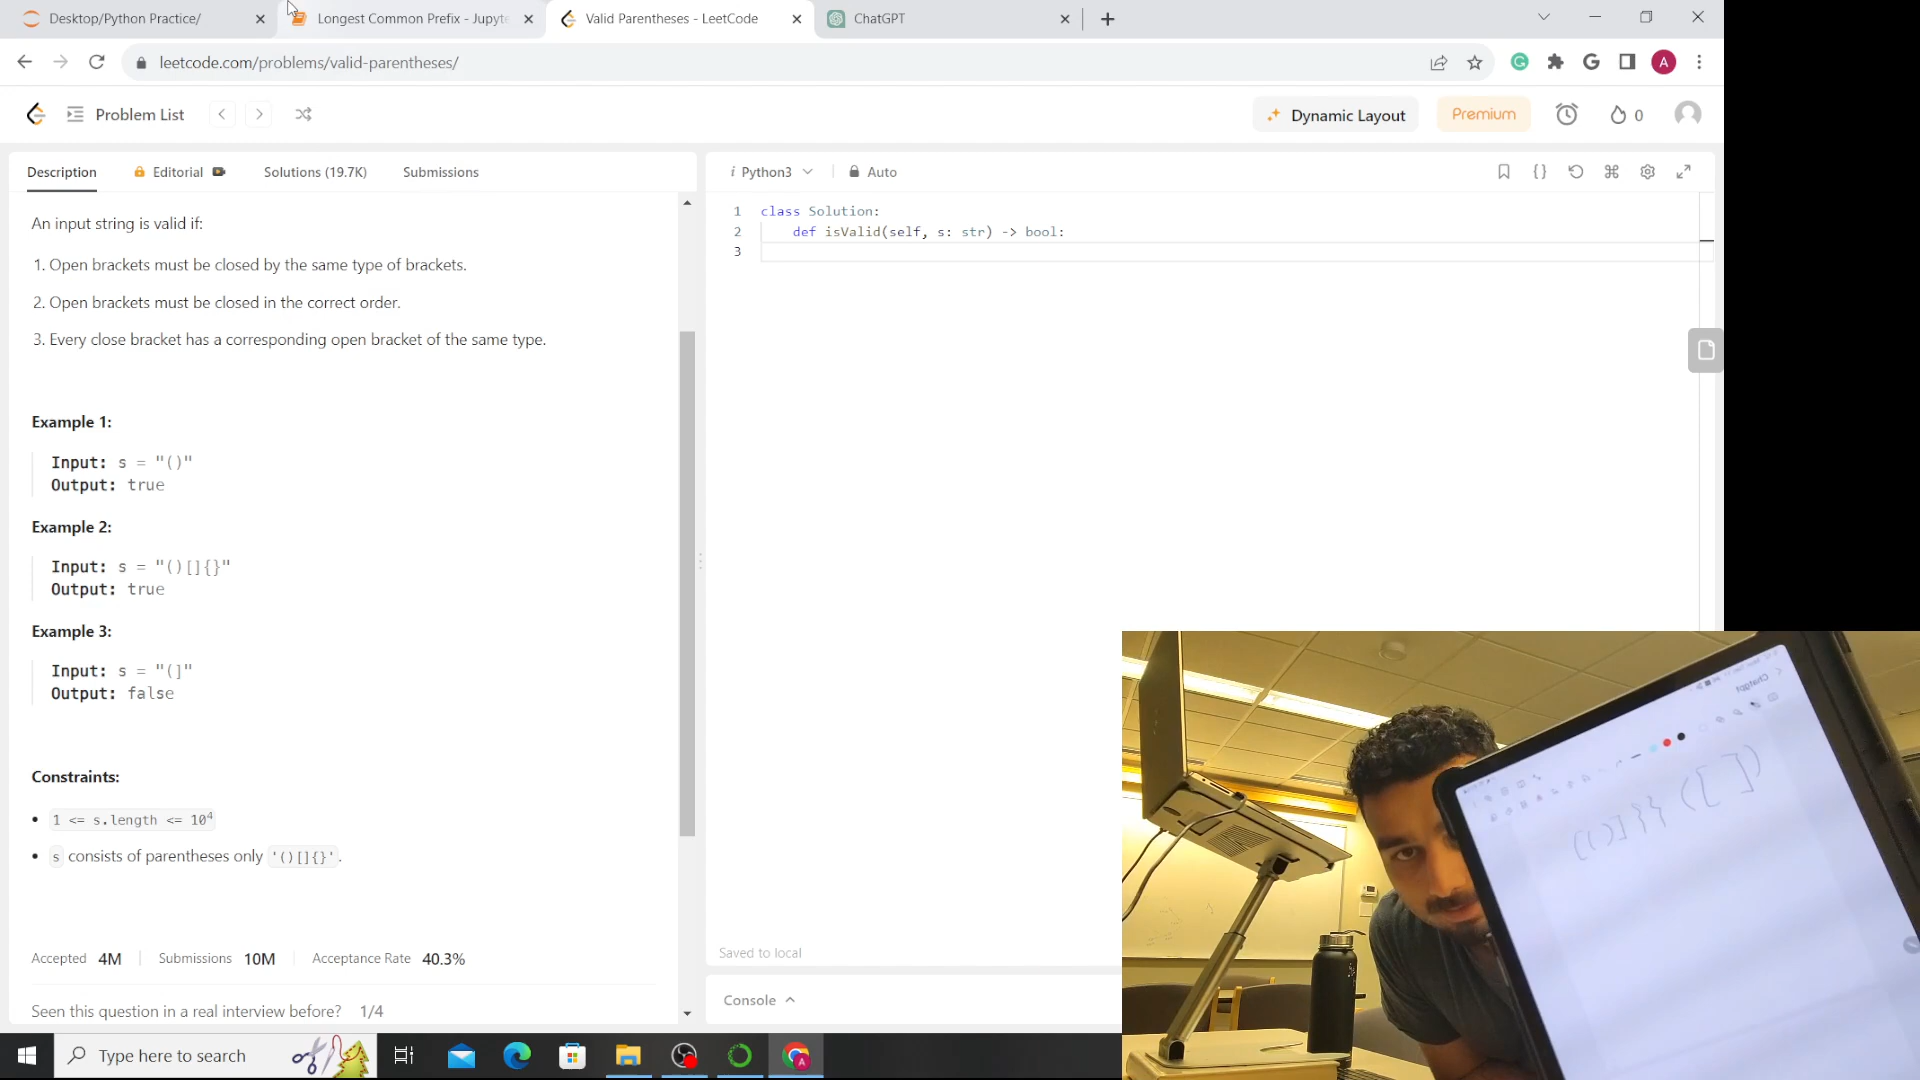 Desktop/Python Practice/
Longest Common Prefix - Jupyte
Valid Parentheses - LeetCode
ChatGPT
leetcode.com/problems/valid-parentheses/
A
Problem List
Dynamic Layout
Premium
0
Description
Editorial
Solutions (19.7K)
Submissions
An input string is valid if:
1. Open brackets must be closed by the same type of brackets.
2. Open brackets must be closed in the correct order.
3. Every close bracket has a corresponding open bracket of the same type.
Example 1:
Input: s = "()"
Output: true
Example 2:
Input: s = "()[]{}"
Output: true
Example 3:
Input: s = "(]"
Output: false
Constraints:
• 1 <= s.length <= 10⁴
• s consists of parentheses only '()[]{}'.
Accepted 4M Submissions 10M Acceptance Rate 40.3%
Seen this question in a real interview before? 1/4
i Python3
Auto
1 class Solution:
2 def isValid(self, s: str) -> bool:
3
Saved to local
Console
Chatgpt
Type here to search